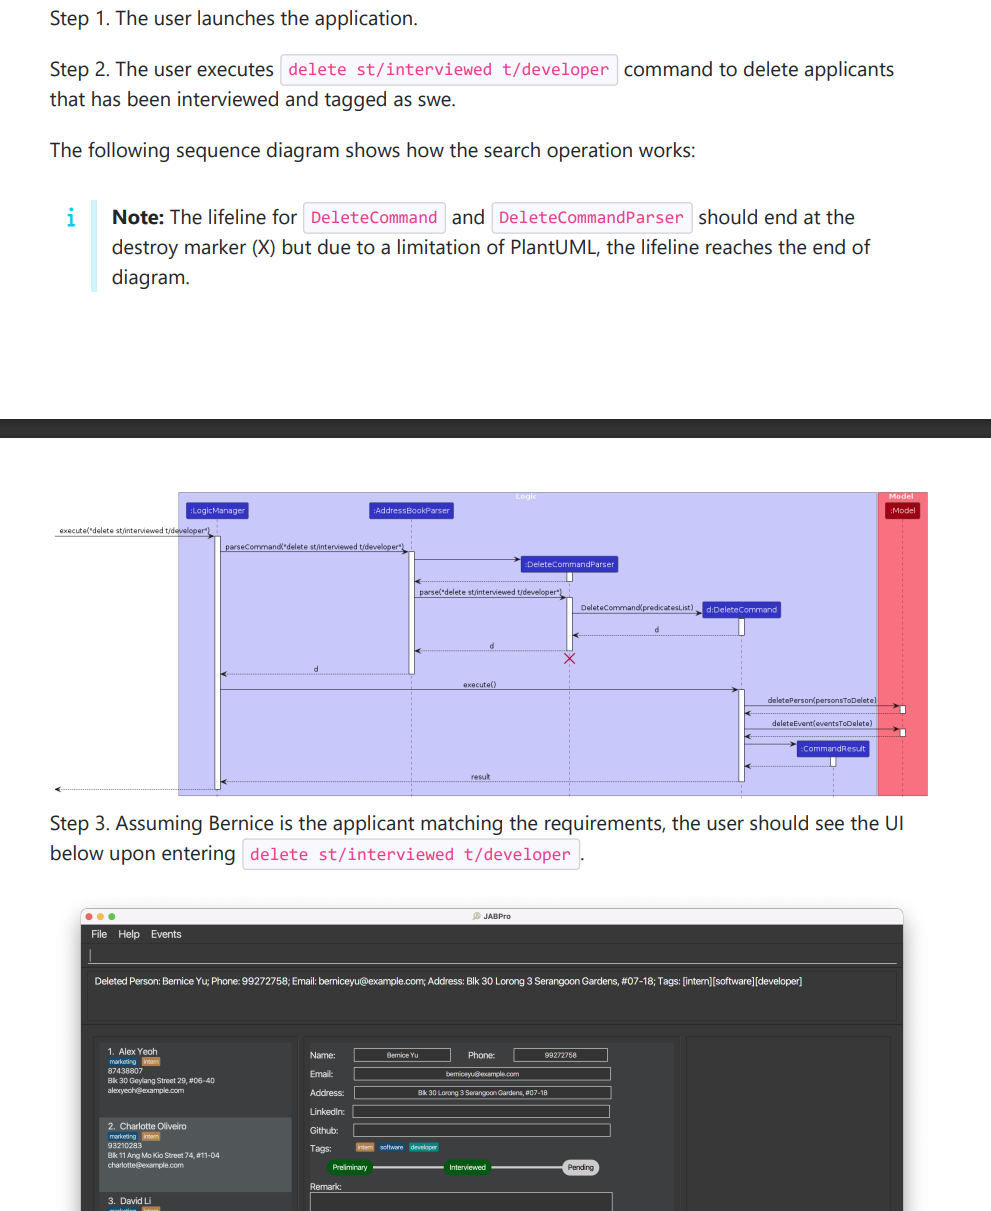 Step 1. The user launches the application.
Step 2. The user executes delete st/interviewed t/developer command to delete applicants
that has been interviewed and tagged as swe.
The following sequence diagram shows how the search operation works:
i
Note: The lifeline for DeleteCommand and DeleteCommandParser should end at the
destroy marker (X) but due to a limitation of PlantUML, the lifeline reaches the end of
diagram.
Logic
Model
:LogicManager
:AddressBookParser
:Model
execute("delete st/interviewed t/developer")
parseCommand("delete st/interviewed t/developer")
:DeleteCommandParser
parse("delete st/interviewed t/developer")
DeleteCommand(predicatesList)
d:DeleteCommand
d
d
d
execute()
deletePerson(personsToDelete)
deleteEvent(eventsToDelete)
:CommandResult
result
Step 3. Assuming Bernice is the applicant matching the requirements, the user should see the UI
below upon entering delete st/interviewed t/developer.
JABPro
File Help Events
Deleted Person: Bernice Yu; Phone: 99272758; Email: berniceyu@example.com; Address: Blk 30 Lorong 3 Serangoon Gardens, #07-18; Tags: [intern][software][developer]
1. Alex Yeoh
marketing intern
87438807
Blk 30 Geylang Street 29, #06-40
alexyeoh@example.com
2. Charlotte Oliveiro
marketing intern
93210283
Blk 11 Ang Mo Kio Street 74, #11-04
charlotte@example.com
3. David Li
marketing intern
Name: Bernice Yu Phone: 99272758
Email: berniceyu@example.com
Address: Blk 30 Lorong 3 Serangoon Gardens, #07-18
LinkedIn:
Github:
Tags: intern software developer
Preliminary Interviewed Pending
Remark: